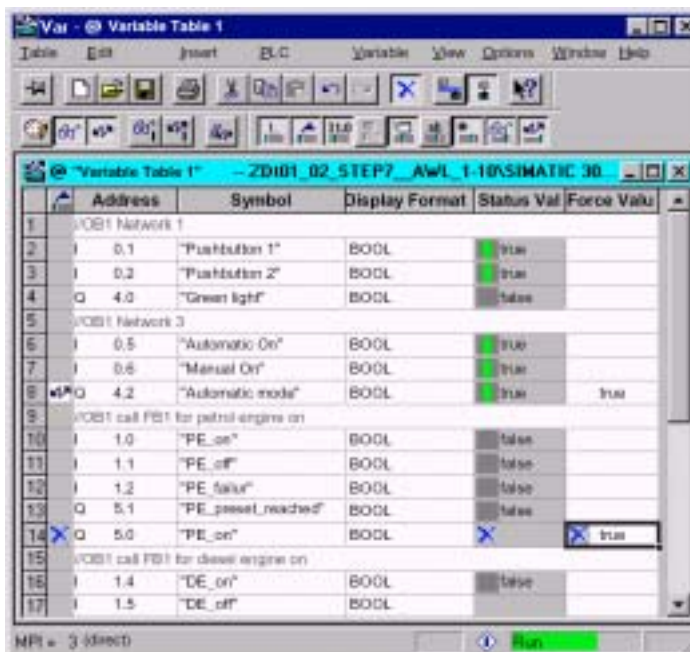 Var - @ Variable Table 1
Table Edit Insert PLC Variable View Options Window Help
@ "Variable Table 1" -- ZDI01_02_STEP7__AWL_1-10\SIMATIC 30
Address Symbol Display Format Status Val Force Valu
1 //OB1 Network 1
2 I 0.1 "Pushbutton 1" BOOL true
3 I 0.2 "Pushbutton 2" BOOL true
4 Q 4.0 "Green light" BOOL false
5 //OB1 Network 3
6 I 0.5 "Automatic On" BOOL true
7 I 0.6 "Manual On" BOOL true
8 Q 4.2 "Automatic mode" BOOL true true
9 //OB1 call FB1 for petrol engine on
10 I 1.0 "PE_on" BOOL false
11 I 1.1 "PE_off" BOOL false
12 I 1.2 "PE_failur" BOOL false
13 Q 5.1 "PE_preset_reached" BOOL false
14 Q 5.0 "PE_on" BOOL true
15 //OB1 call FB1 for diesel engine on
16 I 1.4 "DE_on" BOOL false
17 I 1.5 "DE_off" BOOL
MPI = 3 (direct) Run